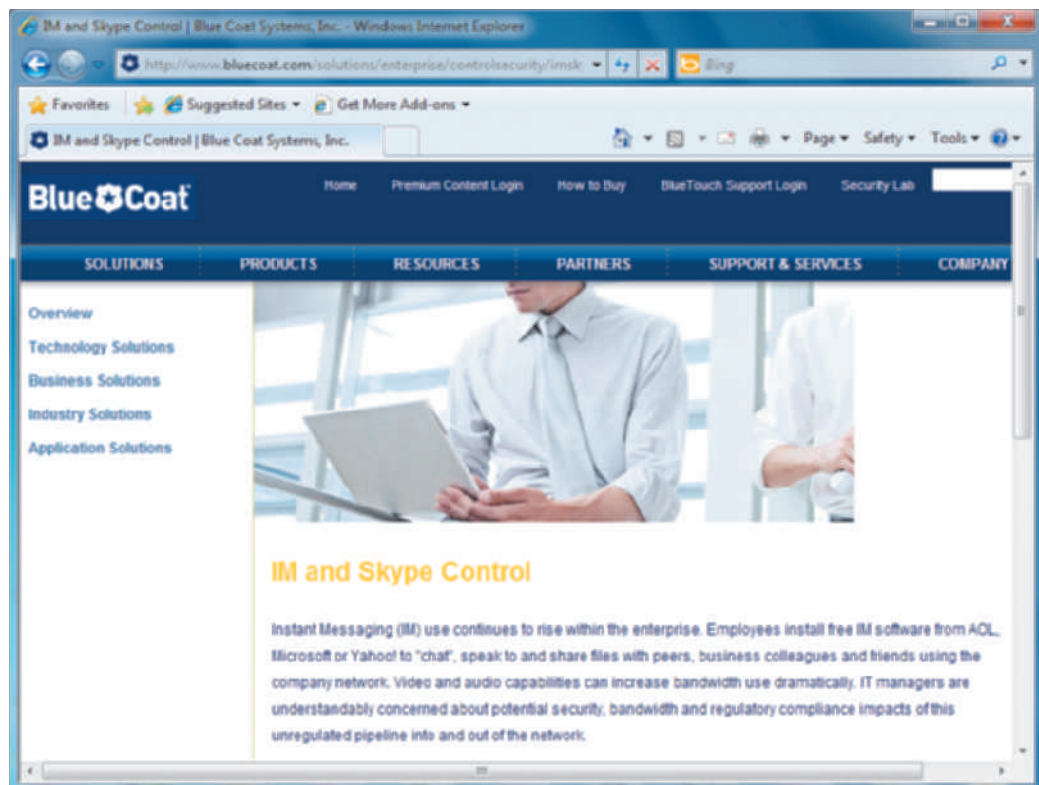 IM and Skype Control | Blue Coat Systems, Inc. - Windows Internet Explorer
http://www.bluecoat.com/solutions/enterprise/controlsecurity/imsk
Bing
Favorites Suggested Sites Get More Add-ons
IM and Skype Control | Blue Coat Systems, Inc.
Page Safety Tools
Blue Coat
Home Premium Content Login How to Buy BlueTouch Support Login Security Lab
SOLUTIONS PRODUCTS RESOURCES PARTNERS SUPPORT & SERVICES COMPANY
Overview
Technology Solutions
Business Solutions
Industry Solutions
Application Solutions
IM and Skype Control
Instant Messaging (IM) use continues to rise within the enterprise. Employees install free IM software from AOL,
Microsoft or Yahoo! to "chat", speak to and share files with peers, business colleagues and friends using the
company network. Video and audio capabilities can increase bandwidth use dramatically. IT managers are
understandably concerned about potential security, bandwidth and regulatory compliance impacts of this
unregulated pipeline into and out of the network.